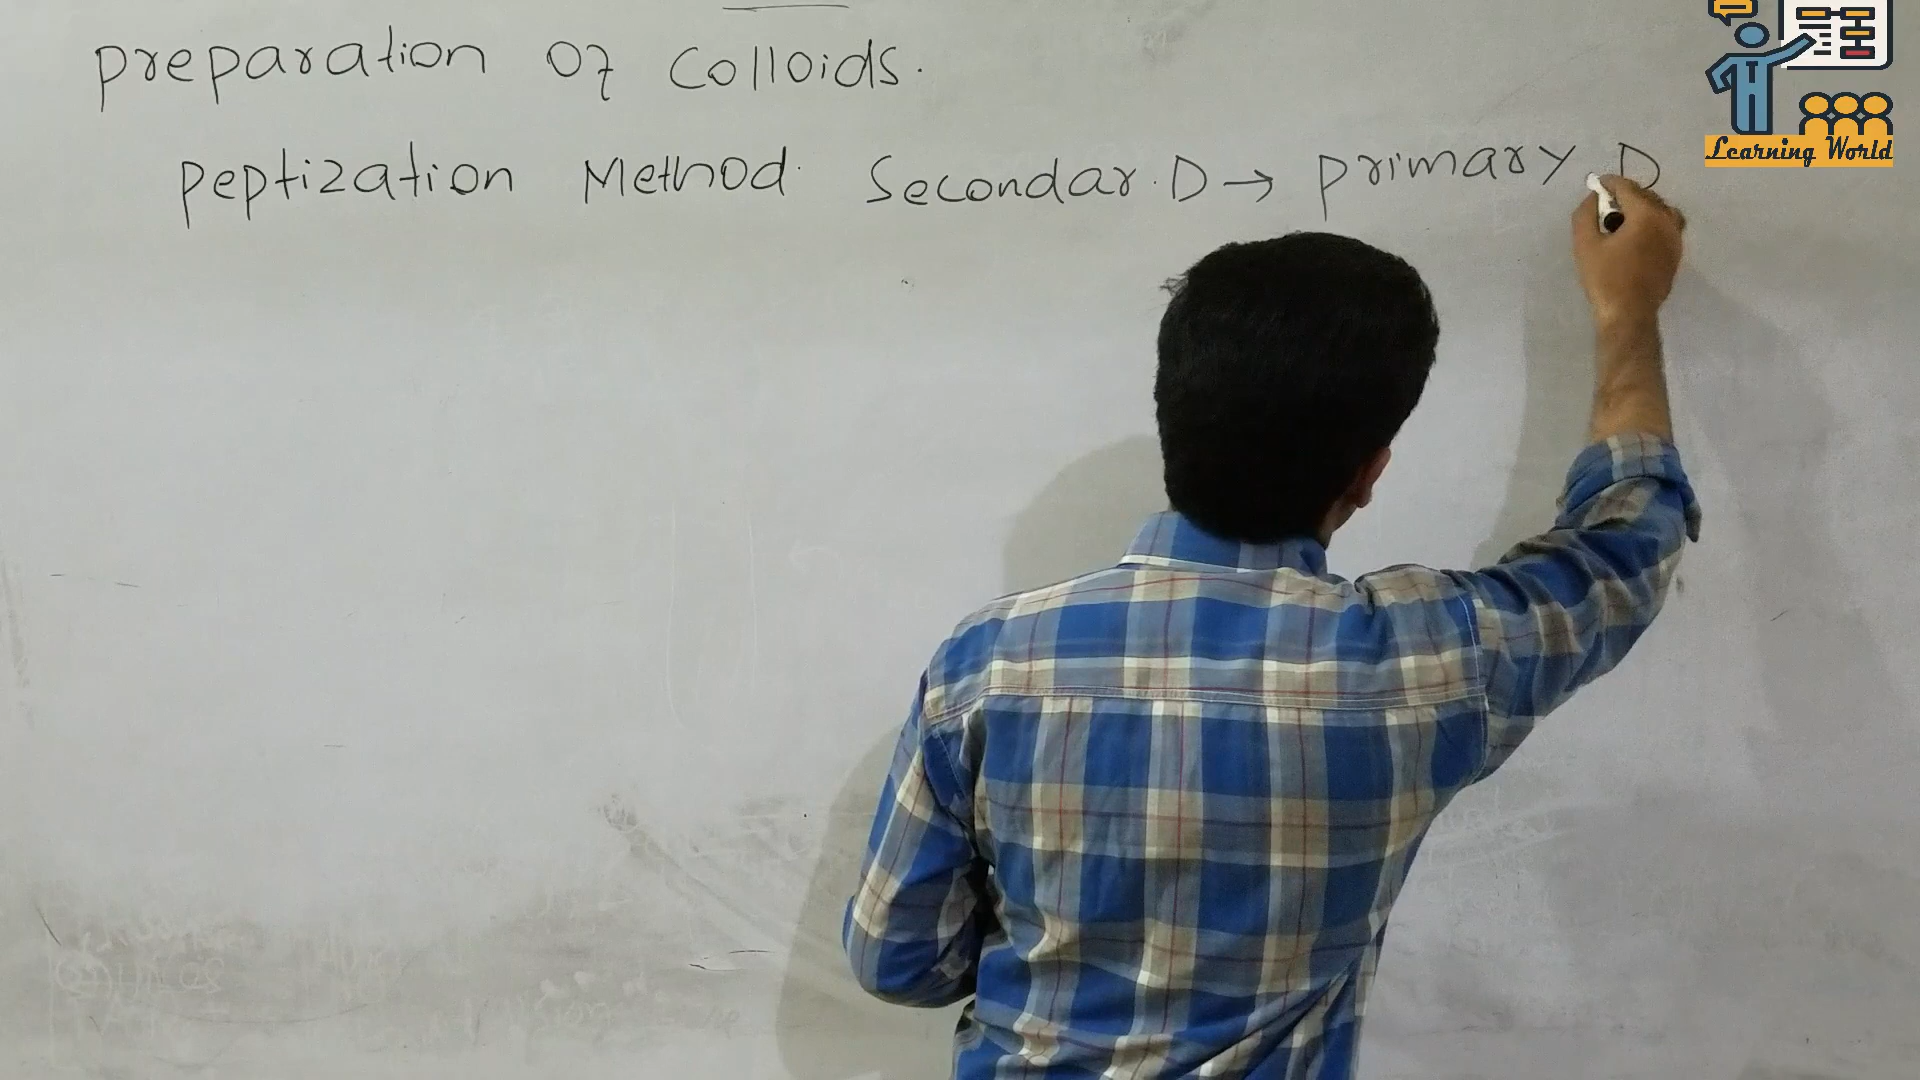 preparation of colloids.
Peptization Method. Secondar.D → primary D
Learning World